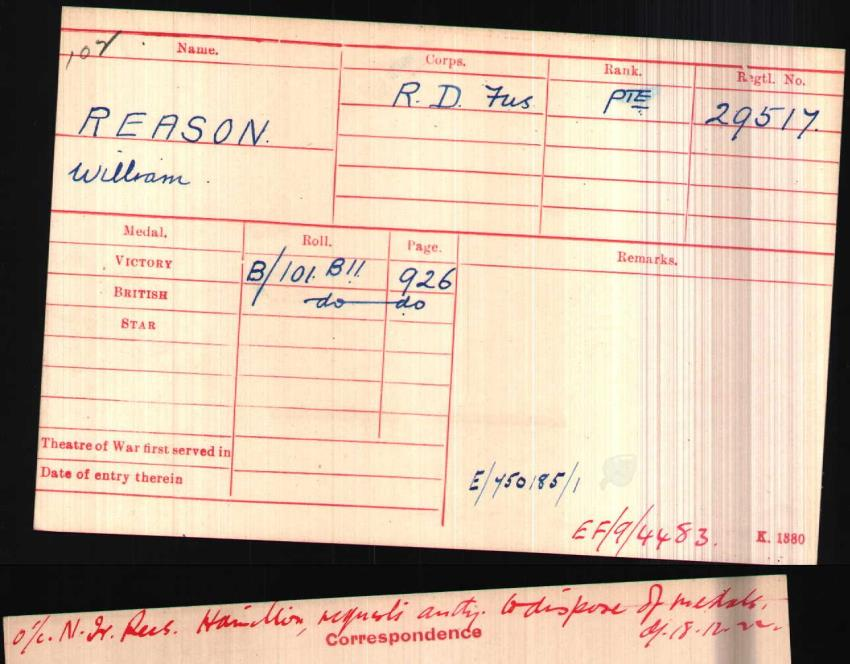 107
Name. Corps. Rank. Regtl. No.
REASON. R. D. Fus PTE 29517.
William
Medal. Roll. Page. Remarks.
VICTORY B/101. B11 926
BRITISH do do
STAR
Theatre of War first served in
Date of entry therein
E/450185/1
EF/9/4483. K. 1380
o/c. N. Ir. Recs. Hamilton, requests authy. to dispose of medals.
Correspondence
18.12.22.